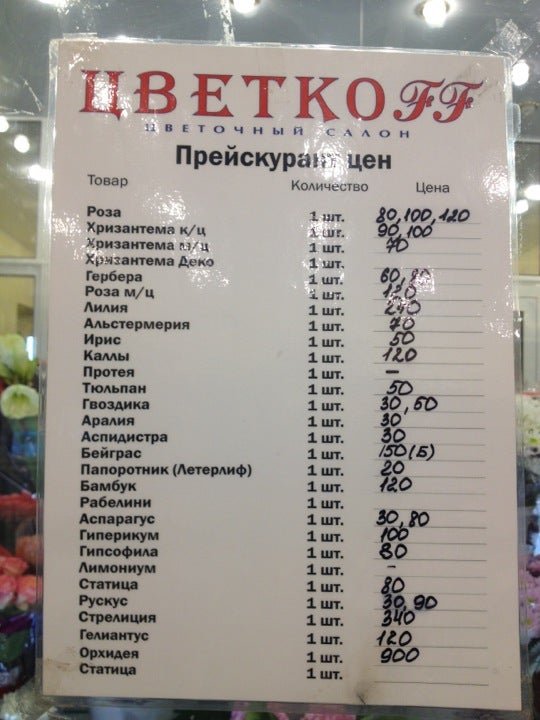 ЦВЕТКОFF
ЦВЕТОЧНЫЙ САЛОН
Прейскурант цен
Товар Количество Цена
Роза 1 шт. 80, 100, 120
Хризантема к/ц 1 шт. 90, 100
Хризантема м/ц 1 шт. 70
Хризантема Деко 1 шт.
Гербера 1 шт. 60, 80
Роза м/ц 1 шт.
Лилия 1 шт. 240
Альстермерия 1 шт. 70
Ирис 1 шт. 50
Каллы 1 шт. 120
Протея 1 шт. –
Тюльпан 1 шт. 50
Гвоздика 1 шт. 30, 50
Аралия 1 шт. 30
Аспидистра 1 шт. 30
Бейграс 1 шт. 150 (5)
Папоротник (Летерлиф) 1 шт. 20
Бамбук 1 шт. 120
Рабелини 1 шт.
Аспарагус 1 шт. 30, 80
Гиперикум 1 шт. 100
Гипсофила 1 шт. 80
Лимониум 1 шт. –
Статица 1 шт. 80
Рускус 1 шт. 30, 90
Стрелиция 1 шт. 340
Гелиантус 1 шт. 120
Орхидея 1 шт. 900
Статица 1 шт.